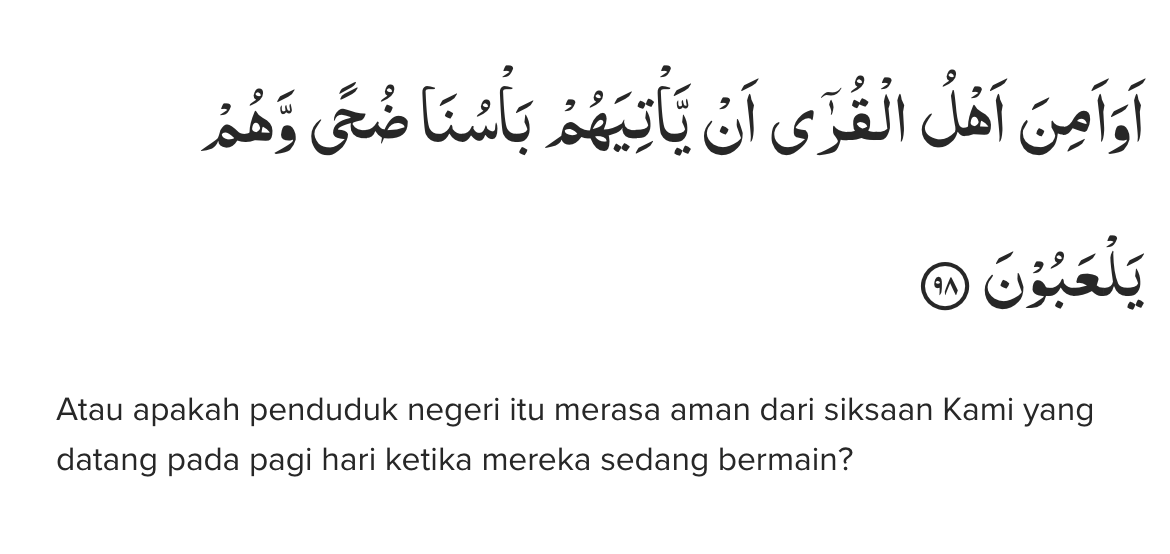 اَوَاَمِنَ اَهْلُ الْقُرٰٓى اَنْ يَّأْتِيَهُمْ بَأْسُنَا ضُحًى وَّهُمْ
يَلْعَبُوْنَ ٩٨
Atau apakah penduduk negeri itu merasa aman dari siksaan Kami yang
datang pada pagi hari ketika mereka sedang bermain?